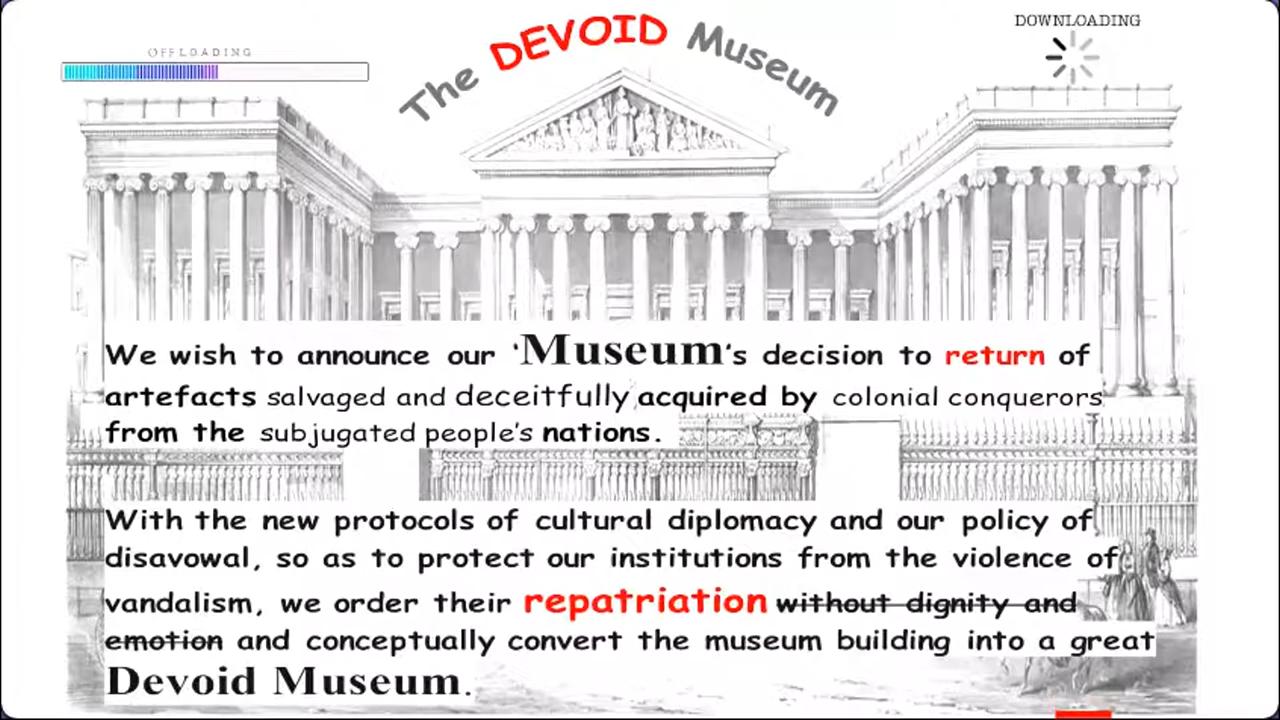 OFFLOADING
The DEVOID Museum
DOWNLOADING
We wish to announce our ‘Museum’s decision to return of
artefacts salvaged and deceitfully acquired by colonial conquerors
from the subjugated people’s nations.
With the new protocols of cultural diplomacy and our policy of
disavowal, so as to protect our institutions from the violence of
vandalism, we order their repatriation without dignity and
emotion and conceptually convert the museum building into a great
Devoid Museum.